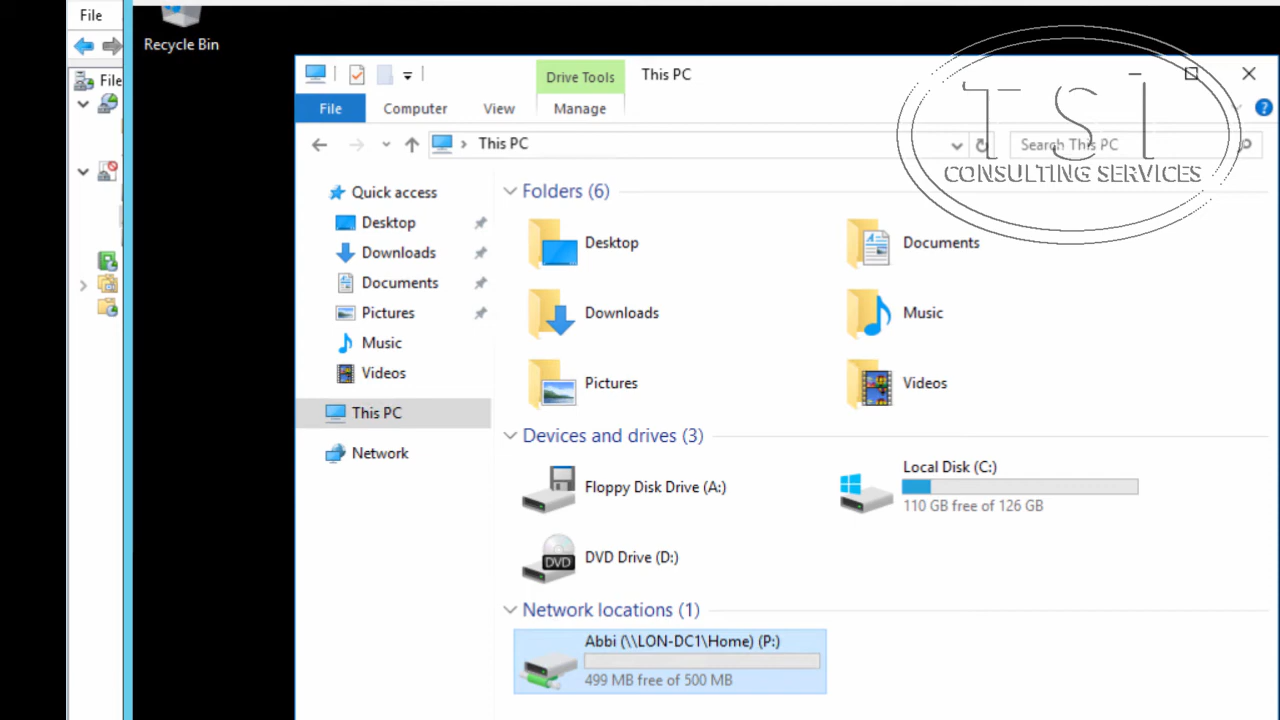 File
Recycle Bin
File
Drive Tools
This PC
File
Computer
View
Manage
This PC
Search This PC
TSI
CONSULTING SERVICES
Quick access
Desktop
Downloads
Documents
Pictures
Music
Videos
This PC
Network
Folders (6)
Desktop
Documents
Downloads
Music
Pictures
Videos
Devices and drives (3)
Floppy Disk Drive (A:)
Local Disk (C:)
110 GB free of 126 GB
DVD
DVD Drive (D:)
Network locations (1)
Abbi (\\LON-DC1\Home) (P:)
499 MB free of 500 MB